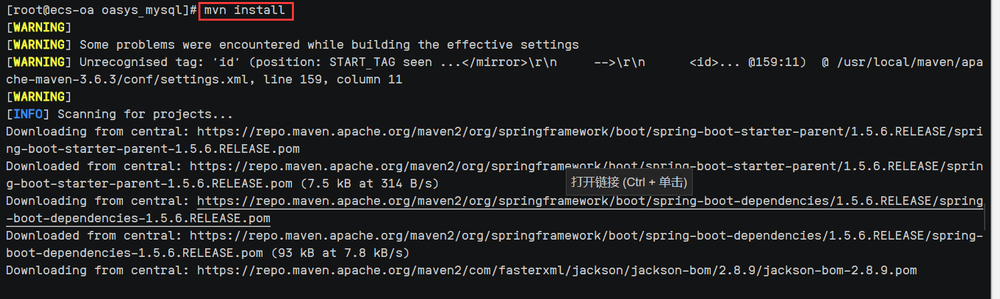 [root@ecs-oa oasys_mysql]# mvn install
[WARNING]
[WARNING] Some problems were encountered while building the effective settings
[WARNING] Unrecognised tag: 'id' (position: START_TAG seen ...</mirror>\r\n     -->\r\n      <id>... @159:11)  @ /usr/local/maven/apa
che-maven-3.6.3/conf/settings.xml, line 159, column 11
[WARNING]
[INFO] Scanning for projects...
Downloading from central: https://repo.maven.apache.org/maven2/org/springframework/boot/spring-boot-starter-parent/1.5.6.RELEASE/spri
ng-boot-starter-parent-1.5.6.RELEASE.pom
Downloaded from central: https://repo.maven.apache.org/maven2/org/springframework/boot/spring-boot-starter-parent/1.5.6.RELEASE/sprin
g-boot-starter-parent-1.5.6.RELEASE.pom (7.5 kB at 314 B/s)
打开链接 (Ctrl + 单击)
Downloading from central: https://repo.maven.apache.org/maven2/org/springframework/boot/spring-boot-dependencies/1.5.6.RELEASE/spring
-boot-dependencies-1.5.6.RELEASE.pom
Downloaded from central: https://repo.maven.apache.org/maven2/org/springframework/boot/spring-boot-dependencies/1.5.6.RELEASE/spring-
boot-dependencies-1.5.6.RELEASE.pom (93 kB at 7.8 kB/s)
Downloading from central: https://repo.maven.apache.org/maven2/com/fasterxml/jackson/jackson-bom/2.8.9/jackson-bom-2.8.9.pom